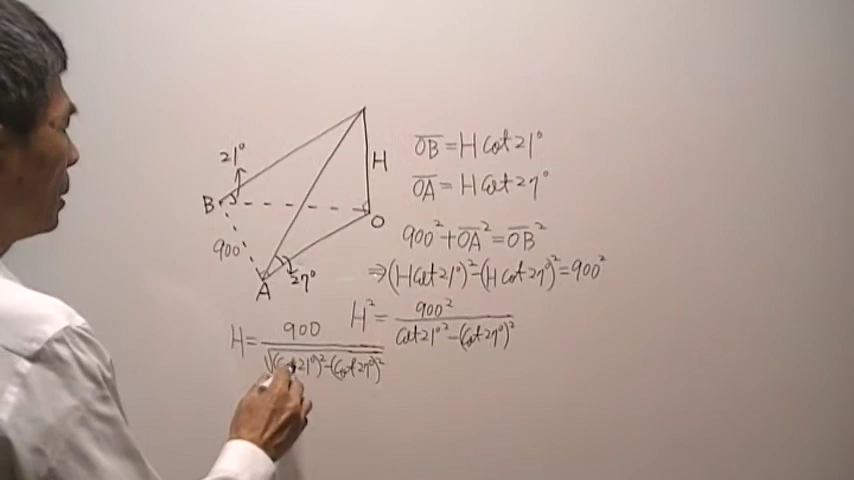 21°
H
B
O
900
A
27°
OB = H cot 21°
OA = H cot 27°
900² + OA² = OB²
⇒ (H cot 21°)² - (H cot 27°)² = 900²
H² = 900² / cot 21°² - (cot 27°)²
H = 900 / √(cot 21°)² - (cot 27°)²